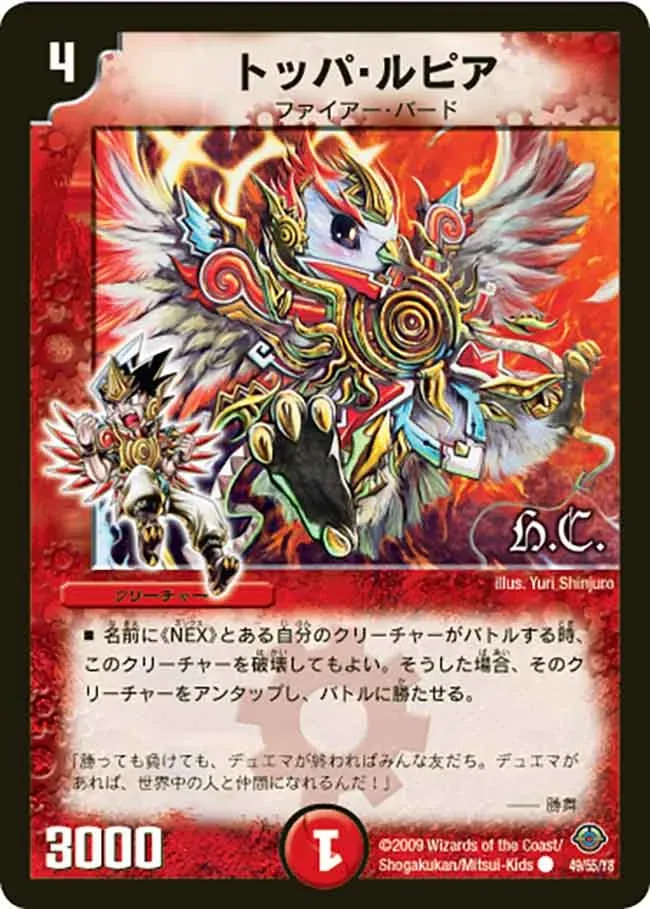 4
トッパ・ルピア
ファイアー・バード
H.C.
illus. Yuri Shinjuro
クリーチャー
■ 名前に《NEX》とある自分のクリーチャーがバトルする時、
このクリーチャーを破壊してもよい。そうした場合、そのク
リーチャーをアンタップし、バトルに勝たせる。
「勝っても負けても、デュエマが終わればみんな友だち。デュエマ
があれば、世界中の人と仲間になれるんだ!」
—— 勝舞
3000
1
©2009 Wizards of the Coast/
Shogakukan/Mitsui-Kids
49/55/Y8